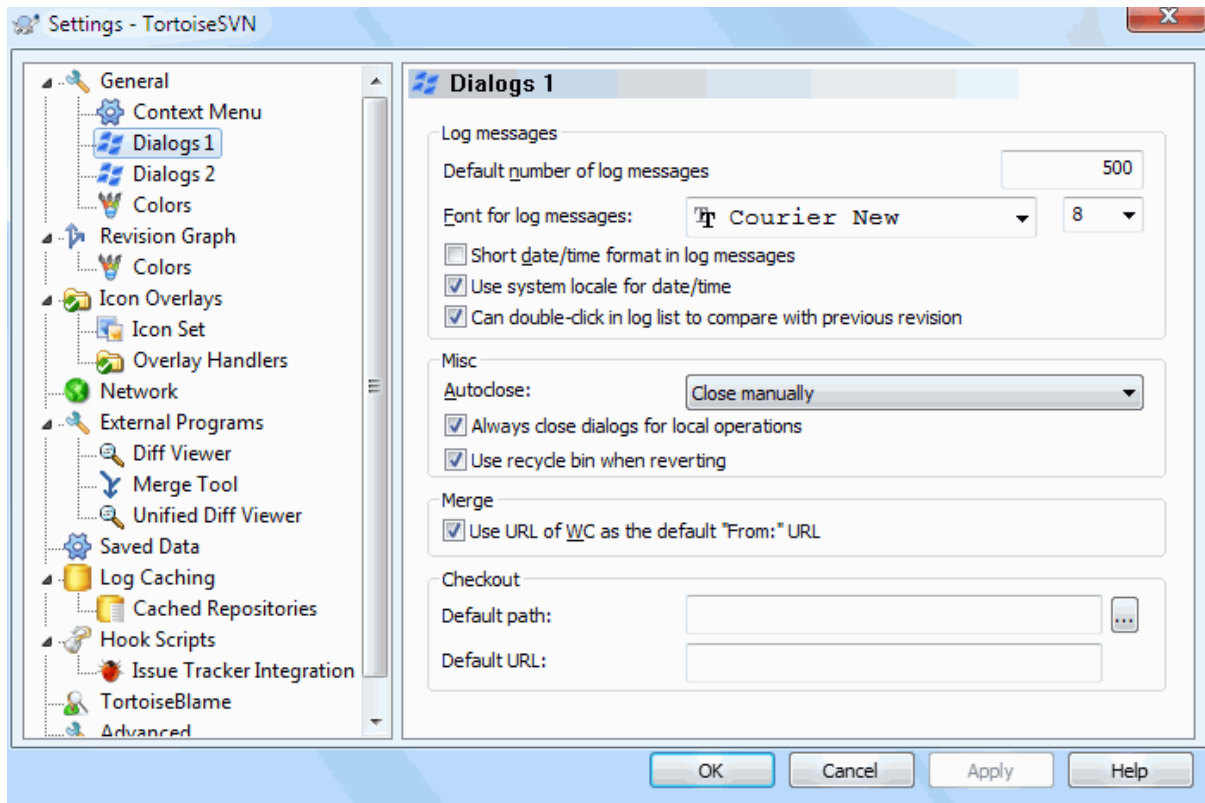 Settings - TortoiseSVN
General
Context Menu
Dialogs 1
Dialogs 2
Colors
Revision Graph
Colors
Icon Overlays
Icon Set
Overlay Handlers
Network
External Programs
Diff Viewer
Merge Tool
Unified Diff Viewer
Saved Data
Log Caching
Cached Repositories
Hook Scripts
Issue Tracker Integration
TortoiseBlame
Advanced
Dialogs 1
Log messages
Default number of log messages 500
Font for log messages: Courier New 8
Short date/time format in log messages
Use system locale for date/time
Can double-click in log list to compare with previous revision
Misc
Autoclose: Close manually
Always close dialogs for local operations
Use recycle bin when reverting
Merge
Use URL of WC as the default "From:" URL
Checkout
Default path: ...
Default URL:
OK Cancel Apply Help